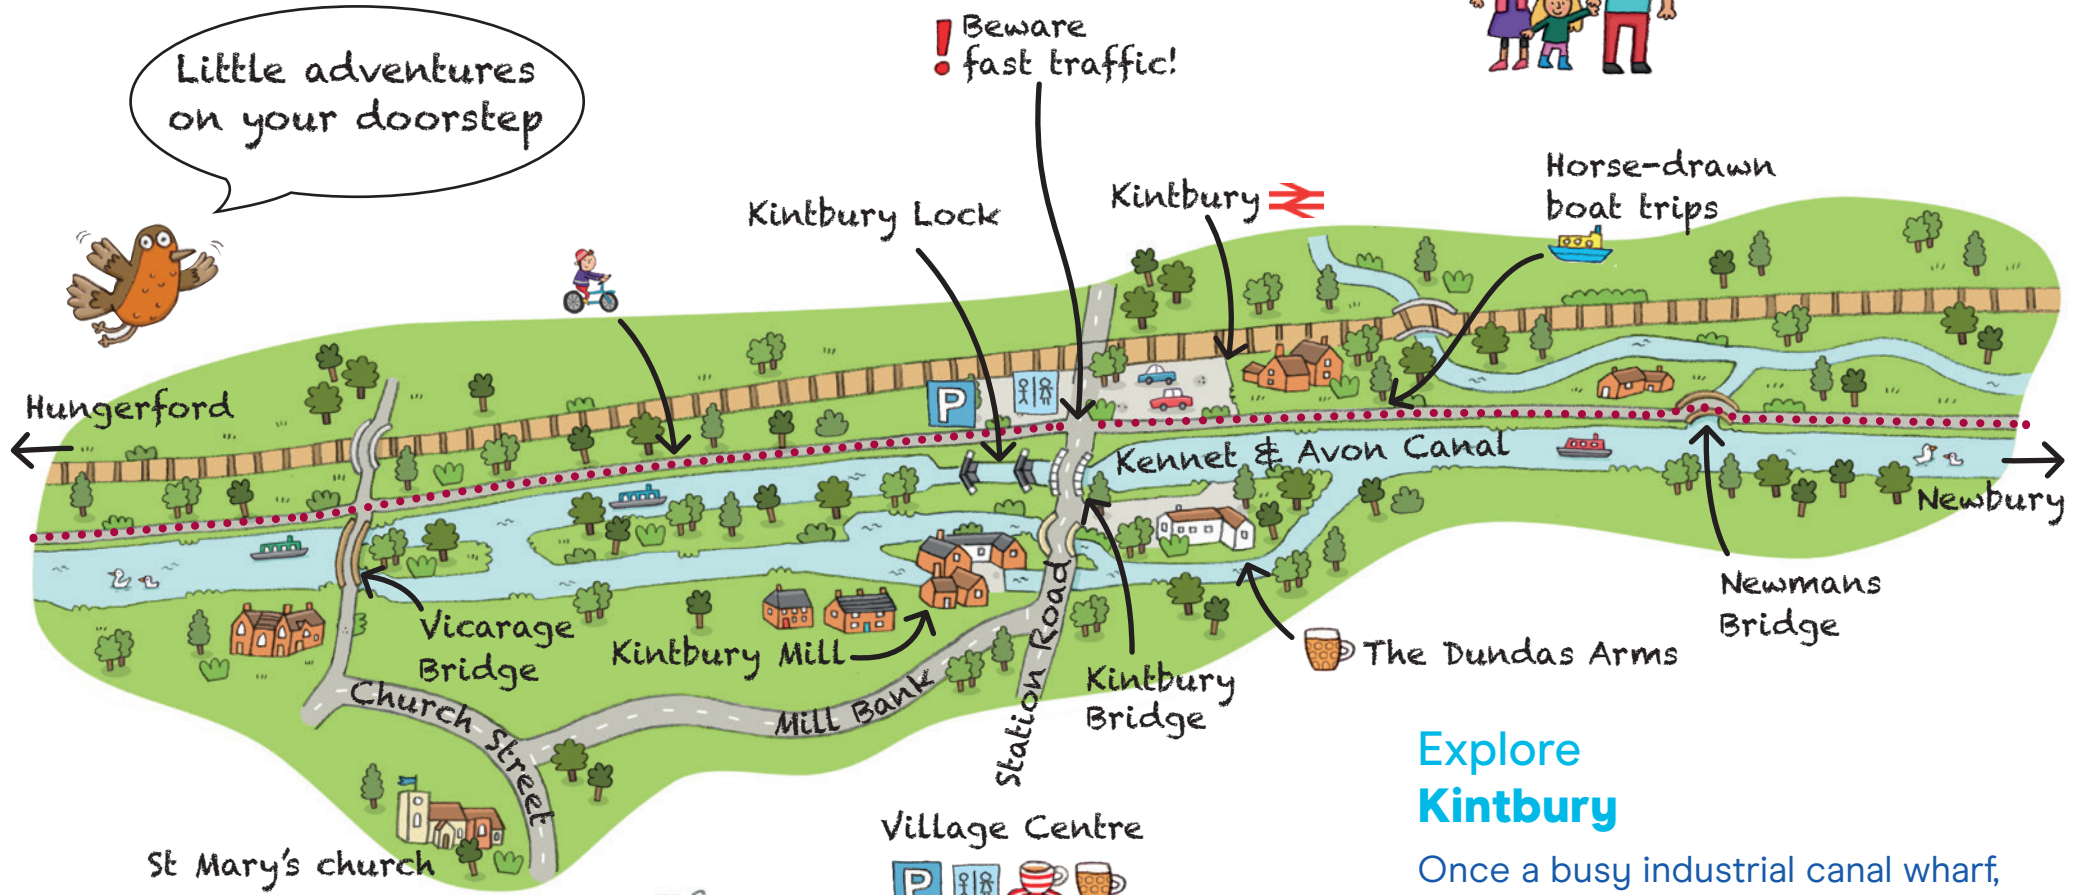 Little adventures
on your doorstep
! Beware
fast traffic!
Kintbury Lock
Kintbury
Horse-drawn
boat trips
Hungerford
P
Kennet & Avon Canal
Newbury
Vicarage
Bridge
Kintbury Mill
Church Street
Mill Bank
Station Road
Kintbury
Bridge
The Dundas Arms
Newmans
Bridge
St Mary's church
Village Centre
P
Explore
Kintbury
Once a busy industrial canal wharf,